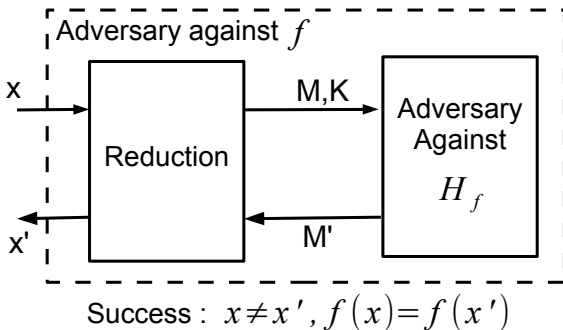 Adversary against f
x
M,K
Reduction
Adversary
Against
H_f
x'
M'
Success : x≠x' , f(x)=f(x')